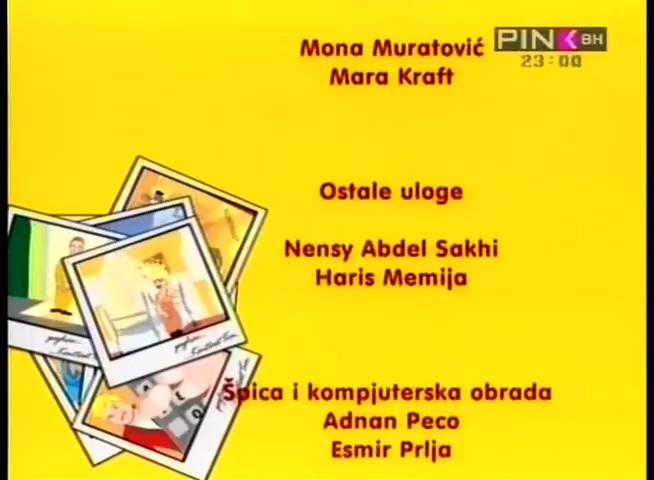 Mona Muratović
Mara Kraft
PINK BH
23:00
Ostale uloge
Nensy Abdel Sakhi
Haris Memija
Špica i kompjuterska obrada
Adnan Peco
Esmir Prlja